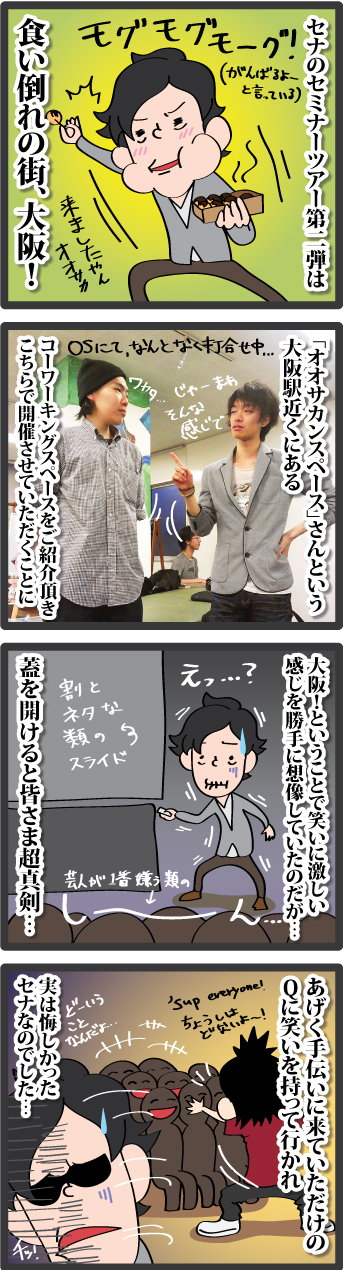 セナのセミナーツアー第二弾は
モグモグモーグ!
(がんばるよー
と言っている)
食い倒れの街、大阪!
来ましたやん
オオサカ
「オオサカンスペース」さんという
大阪駅近くにある
OSにて、なんとなく打合せ中…
じゃーまぁ
そんな
感じで
コーワーキングスペースをご紹介頂き
こちらで開催させていただくことに
大阪!ということで笑いに激しい
感じを勝手に想像していたのだが…
えっ…?
割と
ネタな
類の
スライド
蓋を開けると皆さま超真剣…
芸人が1番嫌う類の
しーん…
あげく手伝いに来ていただけの
Qに笑いを持って行かれ
'sup everyone!
ちょうしは
ど久いよ〜!
どーいう
こと
なんだよ…
実は悔しかった
セナなのでした…
チッ!